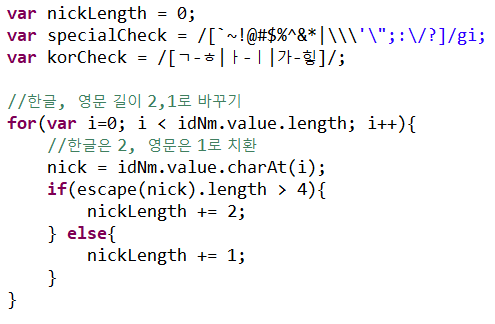 var nickLength = 0;
var specialCheck = /[`~!@#$%^&*|\\\'\";:\/?]/gi;
var korCheck = /[ㄱ-ㅎ|ㅏ-ㅣ|가-힣]/;

//한글, 영문 길이 2,1로 바꾸기
for(var i=0; i < idNm.value.length; i++){
    //한글은 2, 영문은 1로 치환
    nick = idNm.value.charAt(i);
    if(escape(nick).length > 4){
        nickLength += 2;
    } else{
        nickLength += 1;
    }
}